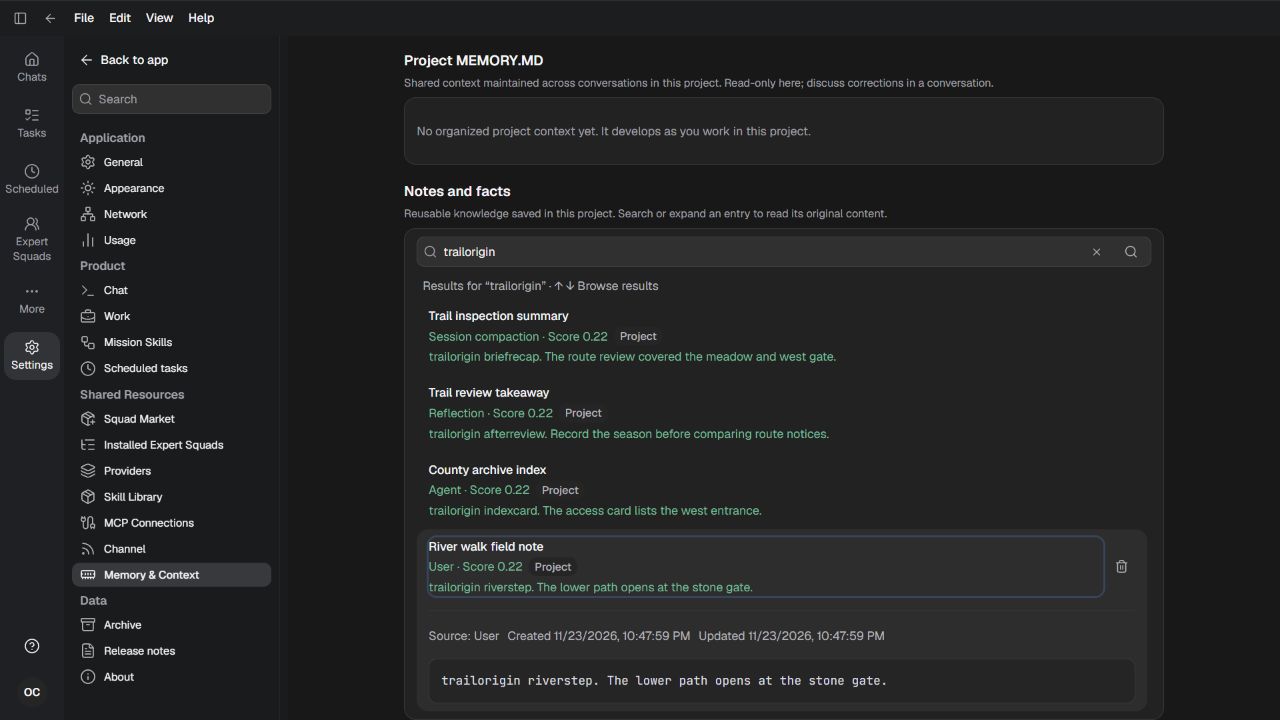 File Edit View Help
Chats
Tasks
Scheduled
Expert
Squads
More
Settings
OC
Back to app
Search
Application
General
Appearance
Network
Usage
Product
Chat
Work
Mission Skills
Scheduled tasks
Shared Resources
Squad Market
Installed Expert Squads
Providers
Skill Library
MCP Connections
Channel
Memory & Context
Data
Archive
Release notes
About
Project MEMORY.MD
Shared context maintained across conversations in this project. Read-only here; discuss corrections in a conversation.
No organized project context yet. It develops as you work in this project.
Notes and facts
Reusable knowledge saved in this project. Search or expand an entry to read its original content.
trailorigin
Results for “trailorigin” · ↑ ↓ Browse results
Trail inspection summary
Session compaction · Score 0.22 Project
trailorigin briefrecap. The route review covered the meadow and west gate.
Trail review takeaway
Reflection · Score 0.22 Project
trailorigin afterreview. Record the season before comparing route notices.
County archive index
Agent · Score 0.22 Project
trailorigin indexcard. The access card lists the west entrance.
River walk field note
User · Score 0.22 Project
trailorigin riverstep. The lower path opens at the stone gate.
Source: User Created 11/23/2026, 10:47:59 PM Updated 11/23/2026, 10:47:59 PM
trailorigin riverstep. The lower path opens at the stone gate.